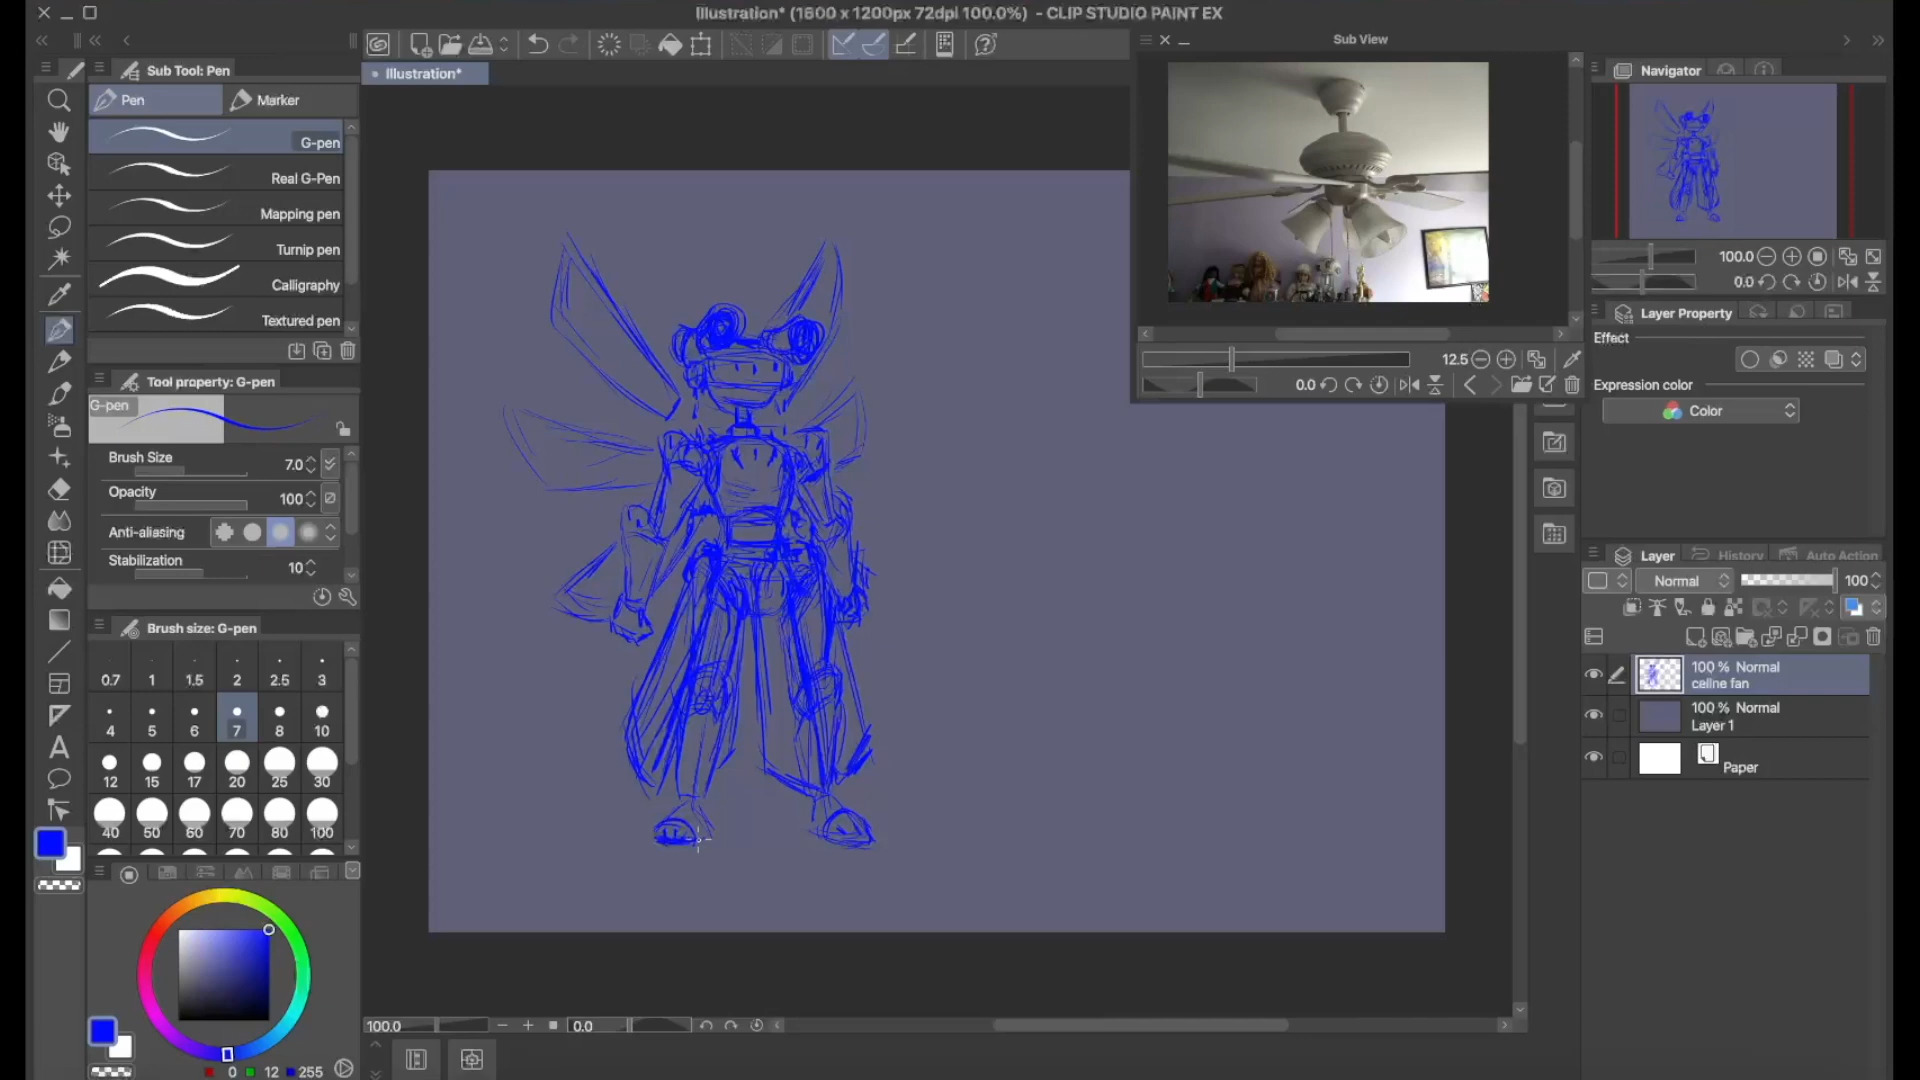 Illustration* (1600 x 1200px 72dpi 100.0%) - CLIP STUDIO PAINT EX
Sub Tool: Pen
Pen
Marker
G-pen
Real G-Pen
Mapping pen
Turnip pen
Calligraphy
Textured pen
Tool property: G-pen
G-pen
Brush Size 7.0
Opacity 100
Anti-aliasing
Stabilization 10
Brush size: G-pen
0.7 1 1.5 2 2.5 3
4 5 6 7 8 10
12 15 17 20 25 30
40 50 60 70 80 100
0 12 255
Illustration*
100.0
0.0
Sub View
12.5
0.0
Navigator
100.0
0.0
Layer Property
Effect
Expression color
Color
Layer
History
Auto Action
Normal
100
100 % Normal
celine fan
100 % Normal
Layer 1
Paper